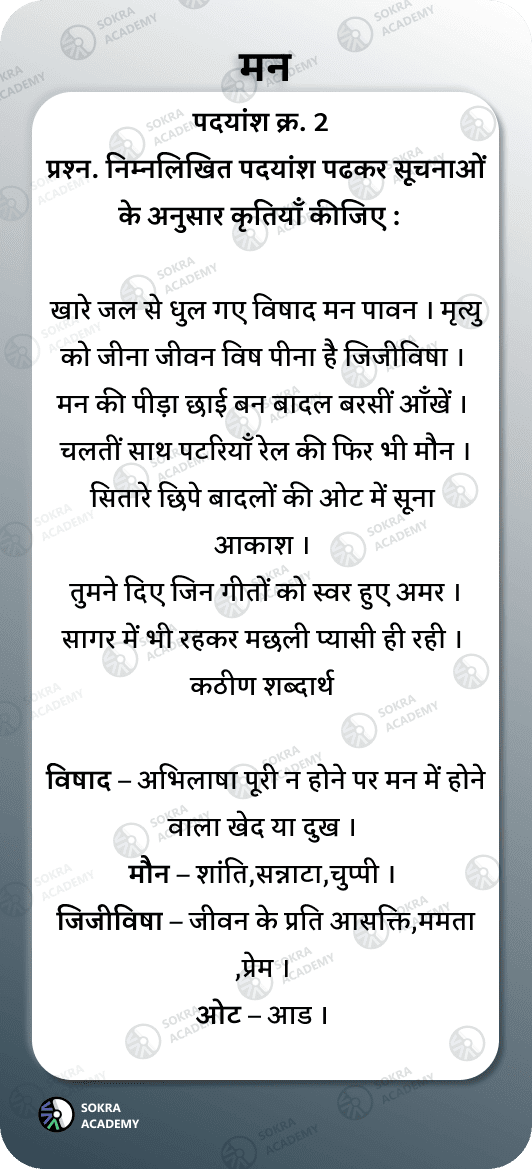 मन
पदयांश क्र. 2
प्रश्न. निम्नलिखित पदयांश पढकर सूचनाओं
के अनुसार कृतियाँ कीजिए :
खारे जल से धुल गए विषाद मन पावन । मृत्यु
को जीना जीवन विष पीना है जिजीविषा ।
मन की पीड़ा छाई बन बादल बरसीं आँखें ।
चलतीं साथ पटरियाँ रेल की फिर भी मौन ।
सितारे छिपे बादलों की ओट में सूना
आकाश ।
तुमने दिए जिन गीतों को स्वर हुए अमर ।
सागर में भी रहकर मछली प्यासी ही रही ।
कठीण शब्दार्थ
विषाद – अभिलाषा पूरी न होने पर मन में होने
वाला खेद या दुख ।
मौन – शांति,सन्नाटा,चुप्पी ।
जिजीविषा – जीवन के प्रति आसक्ति,ममता
,प्रेम ।
ओट – आड ।
SOKRA
ACADEMY